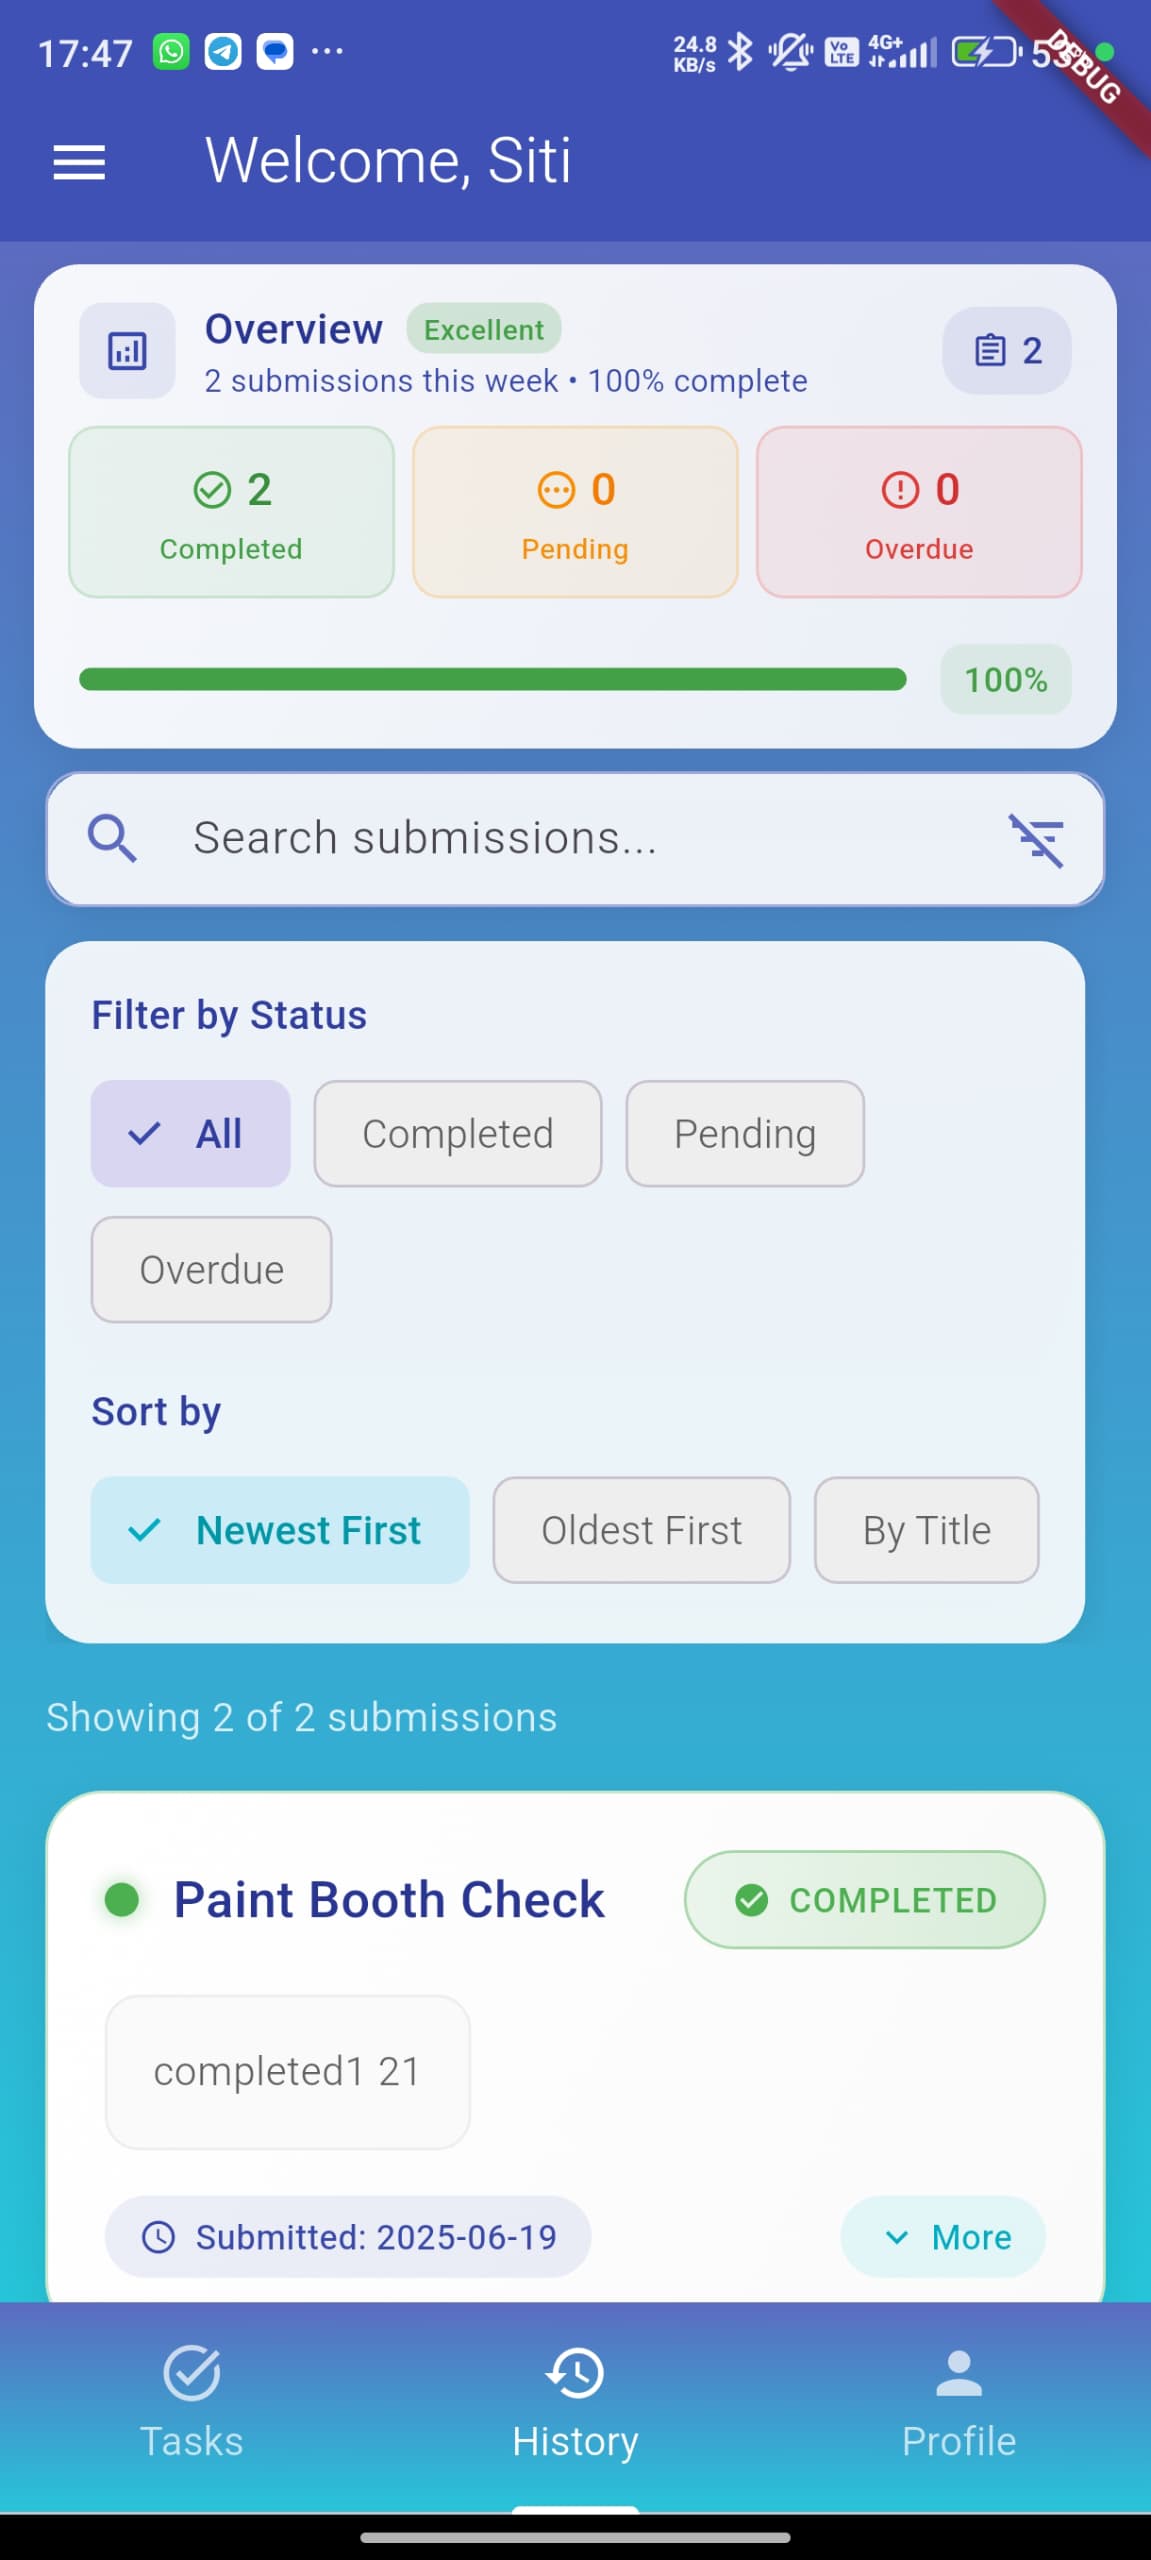 17:47
24.8 KB/s
Vo LTE
4G+
DEBUG
Welcome, Siti
Overview
Excellent
2 submissions this week • 100% complete
2
2
Completed
0
Pending
0
Overdue
100%
Search submissions...
Filter by Status
All
Completed
Pending
Overdue
Sort by
Newest First
Oldest First
By Title
Showing 2 of 2 submissions
Paint Booth Check
COMPLETED
completed1 21
Submitted: 2025-06-19
More
Tasks
History
Profile